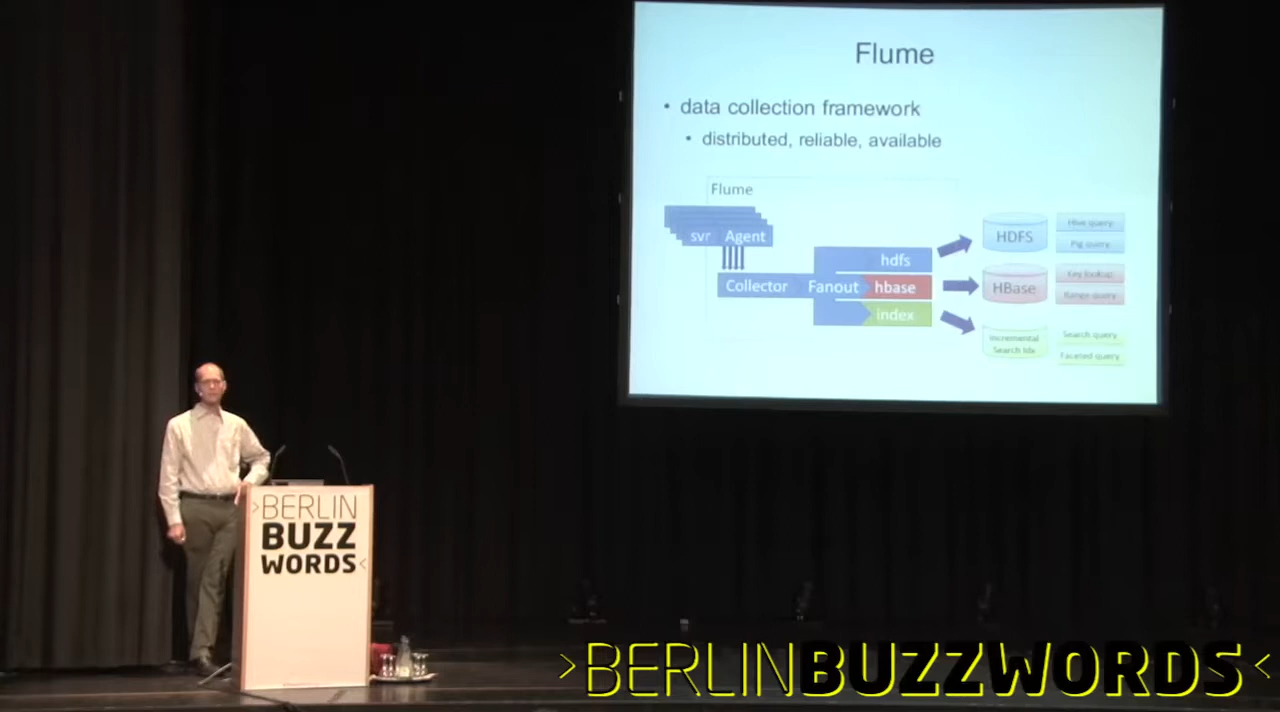 Flume
• data collection framework
• distributed, reliable, available
Flume
svr Agent
Collector Fanout
hdfs
hbase
index
HDFS
HBase
Incremental
Search Idx
Hive query
Pig query
Key lookup
Range query
Search query
Faceted query
>BERLIN
BUZZ
WORDS<
>BERLINBUZZWORDS<